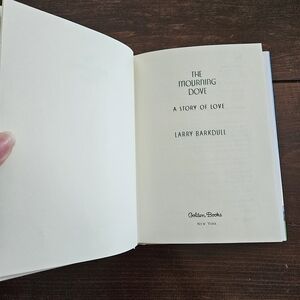 THE
MOURNING
DOVE
A STORY OF LOVE
LARRY BARKDULL
Golden Books
NEW YORK